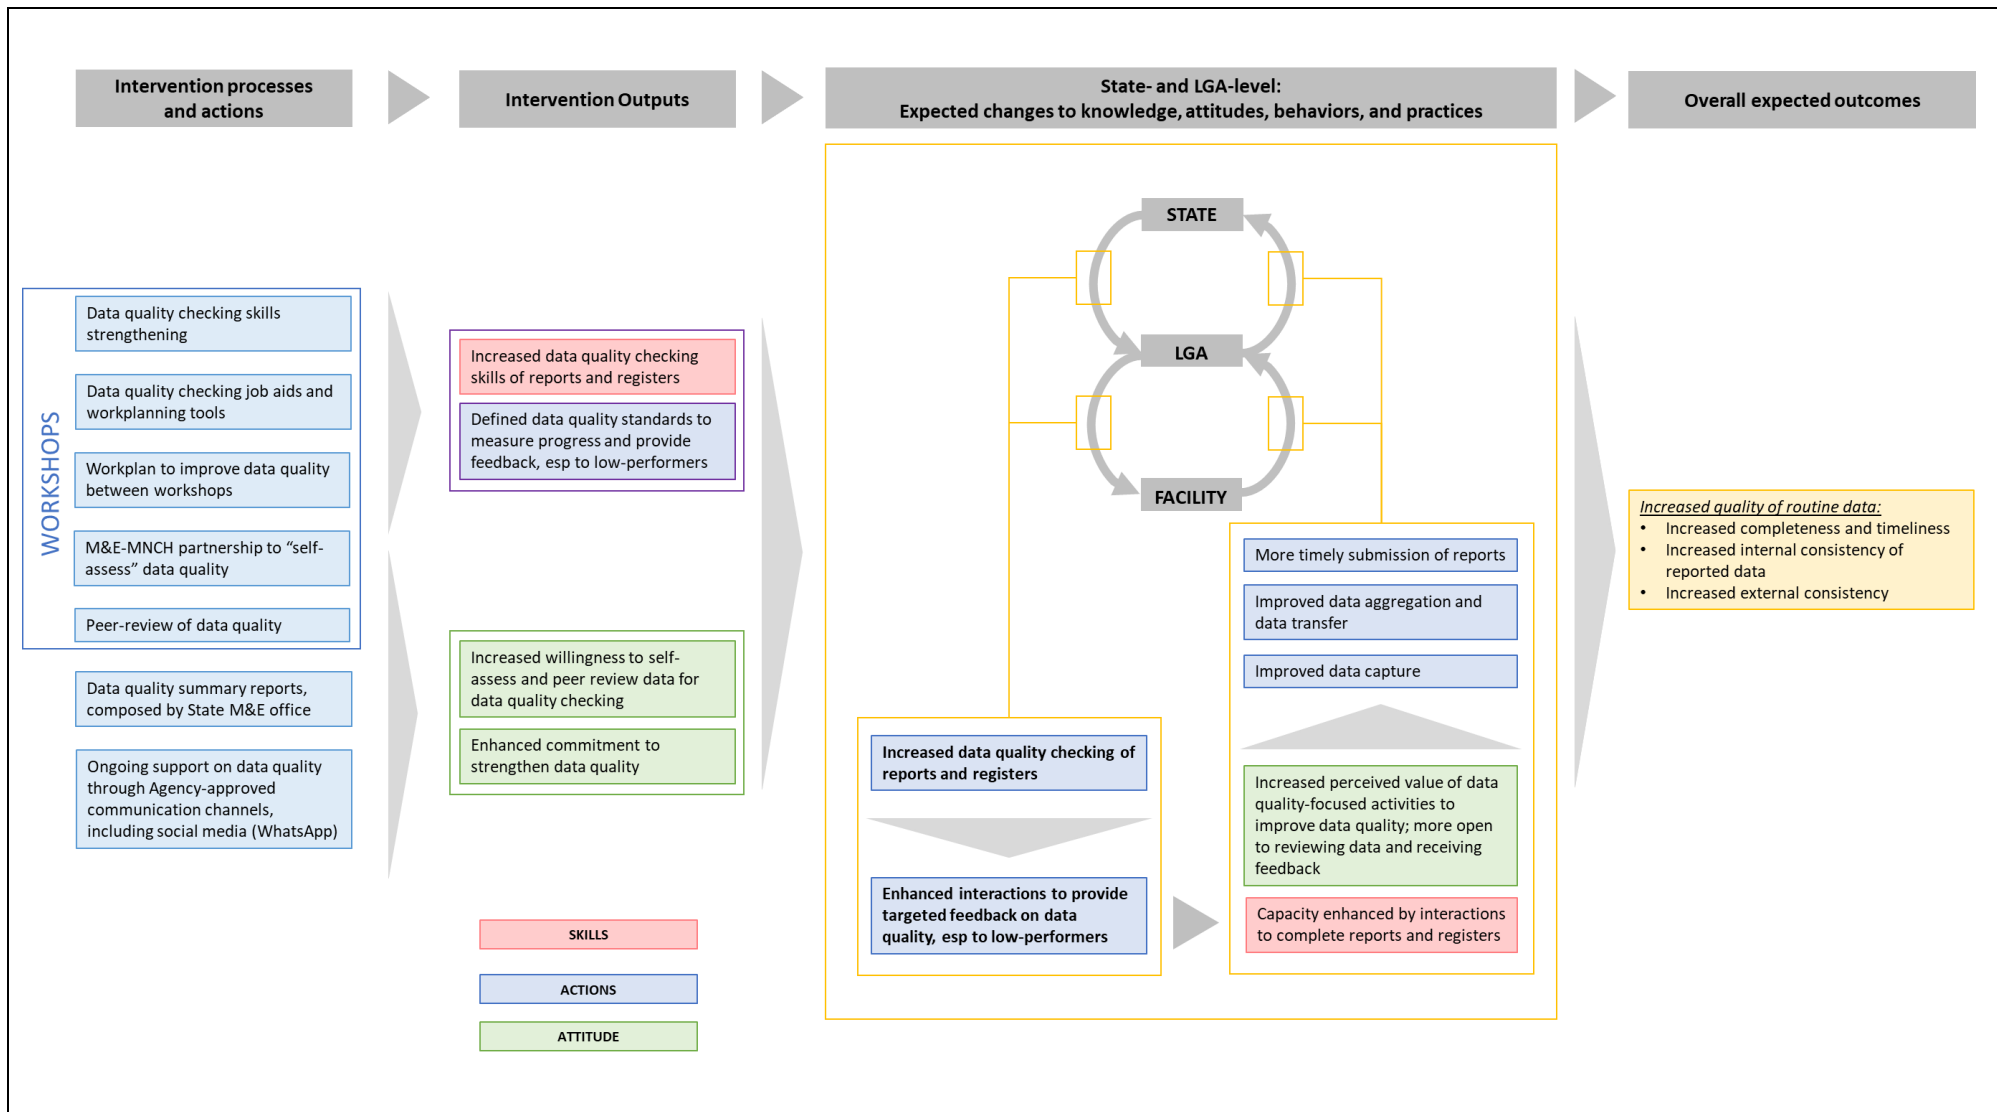 Intervention processes
and actions
Intervention Outputs
State- and LGA-level:
Expected changes to knowledge, attitudes, behaviors, and practices
Overall expected outcomes
WORKSHOPS
Data quality checking skills
strengthening
Data quality checking job aids and
workplanning tools
Workplan to improve data quality
between workshops
M&E-MNCH partnership to “self-
assess” data quality
Peer-review of data quality
Data quality summary reports,
composed by State M&E office
Ongoing support on data quality
through Agency-approved
communication channels,
including social media (WhatsApp)
Increased data quality checking
skills of reports and registers
Defined data quality standards to
measure progress and provide
feedback, esp to low-performers
Increased willingness to self-
assess and peer review data for
data quality checking
Enhanced commitment to
strengthen data quality
SKILLS
ACTIONS
ATTITUDE
STATE
LGA
FACILITY
Increased data quality checking of
reports and registers
Enhanced interactions to provide
targeted feedback on data
quality, esp to low-performers
More timely submission of reports
Improved data aggregation and
data transfer
Improved data capture
Increased perceived value of data
quality-focused activities to
improve data quality; more open
to reviewing data and receiving
feedback
Capacity enhanced by interactions
to complete reports and registers
Increased quality of routine data:
• Increased completeness and timeliness
• Increased internal consistency of
reported data
• Increased external consistency